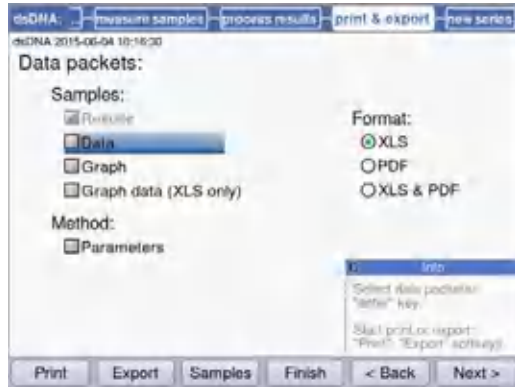 dsDNA: ... measure samples process results print & export new series
dsDNA 2015-06-04 10:16:30
Data packets:
Samples:
Results
Data
Graph
Graph data (XLS only)
Method:
Parameters
Format:
XLS
PDF
XLS & PDF
Info
Select data packets:
"enter" key.
Start print or export:
"Print", "Export" softkeys
Print Export Samples Finish < Back Next >